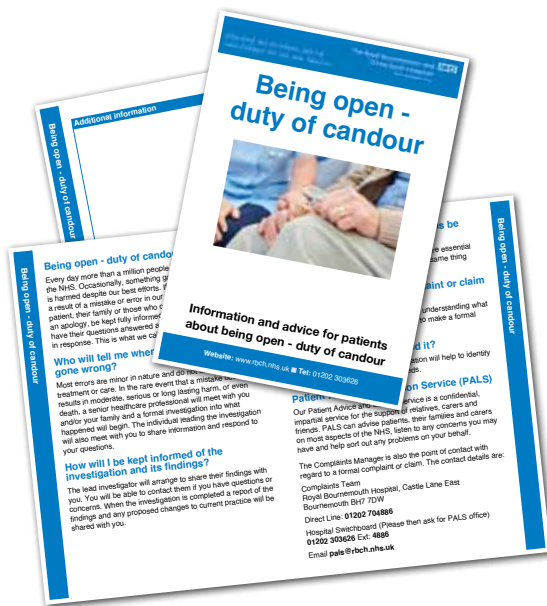 The Royal Bournemouth and
NHS
Being open -
duty of candour
Information and advice for patients
about being open - duty of candour
Website: www.rbch.nhs.uk ■ Tel: 01202 303626
Being open - duty of candour
Additional information
Being open - duty of candour
Being open - duty of candour
Every day more than a million people
the NHS. Occasionally, something
is harmed despite our best efforts.
a result of a mistake or error in our
patient, their family or those who
an apology, be kept fully informed
have their questions answered
in response. This is what we
Who will tell me when
gone wrong?
Most errors are minor in nature and do not
treatment or care. In the rare event that a mistake
results in moderate, serious or long lasting harm, or even
death, a senior healthcare professional will meet with you
and/your family and a formal investigation into what
happened will begin. The individual leading the investigation
will also meet with you to share information and respond to
your questions.
How will I be kept informed of the
investigation and its findings?
The lead investigator will arrange to share their findings with
you. You will be able to contact them if you have questions or
concerns. When the investigation is completed a report of the
findings and any proposed changes to current practice will be
shared with you.
be
essential
same thing
or claim
understanding what
to make a formal
it?
will help to identify
Patient
Service (PALS)
Our Patient Advice and service is a confidential,
impartial service for the support of relatives, carers and
friends. PALS can advise patients, their families and carers
on most aspects of the NHS, listen to any concerns you may
have and help sort out any problems on your behalf.
The Complaints Manager is also the point of contact with
regard to a formal complaint or claim. The contact details are:
Complaints Team
Royal Bournemouth Hospital, Castle Lane East
Bournemouth BH7 7DW
Direct Line: 01202 704886
Hospital Switchboard (Please then ask for PALS office)
01202 303626 Ext: 4886
Email pals@rbch.nhs.uk
Being open - duty of candour